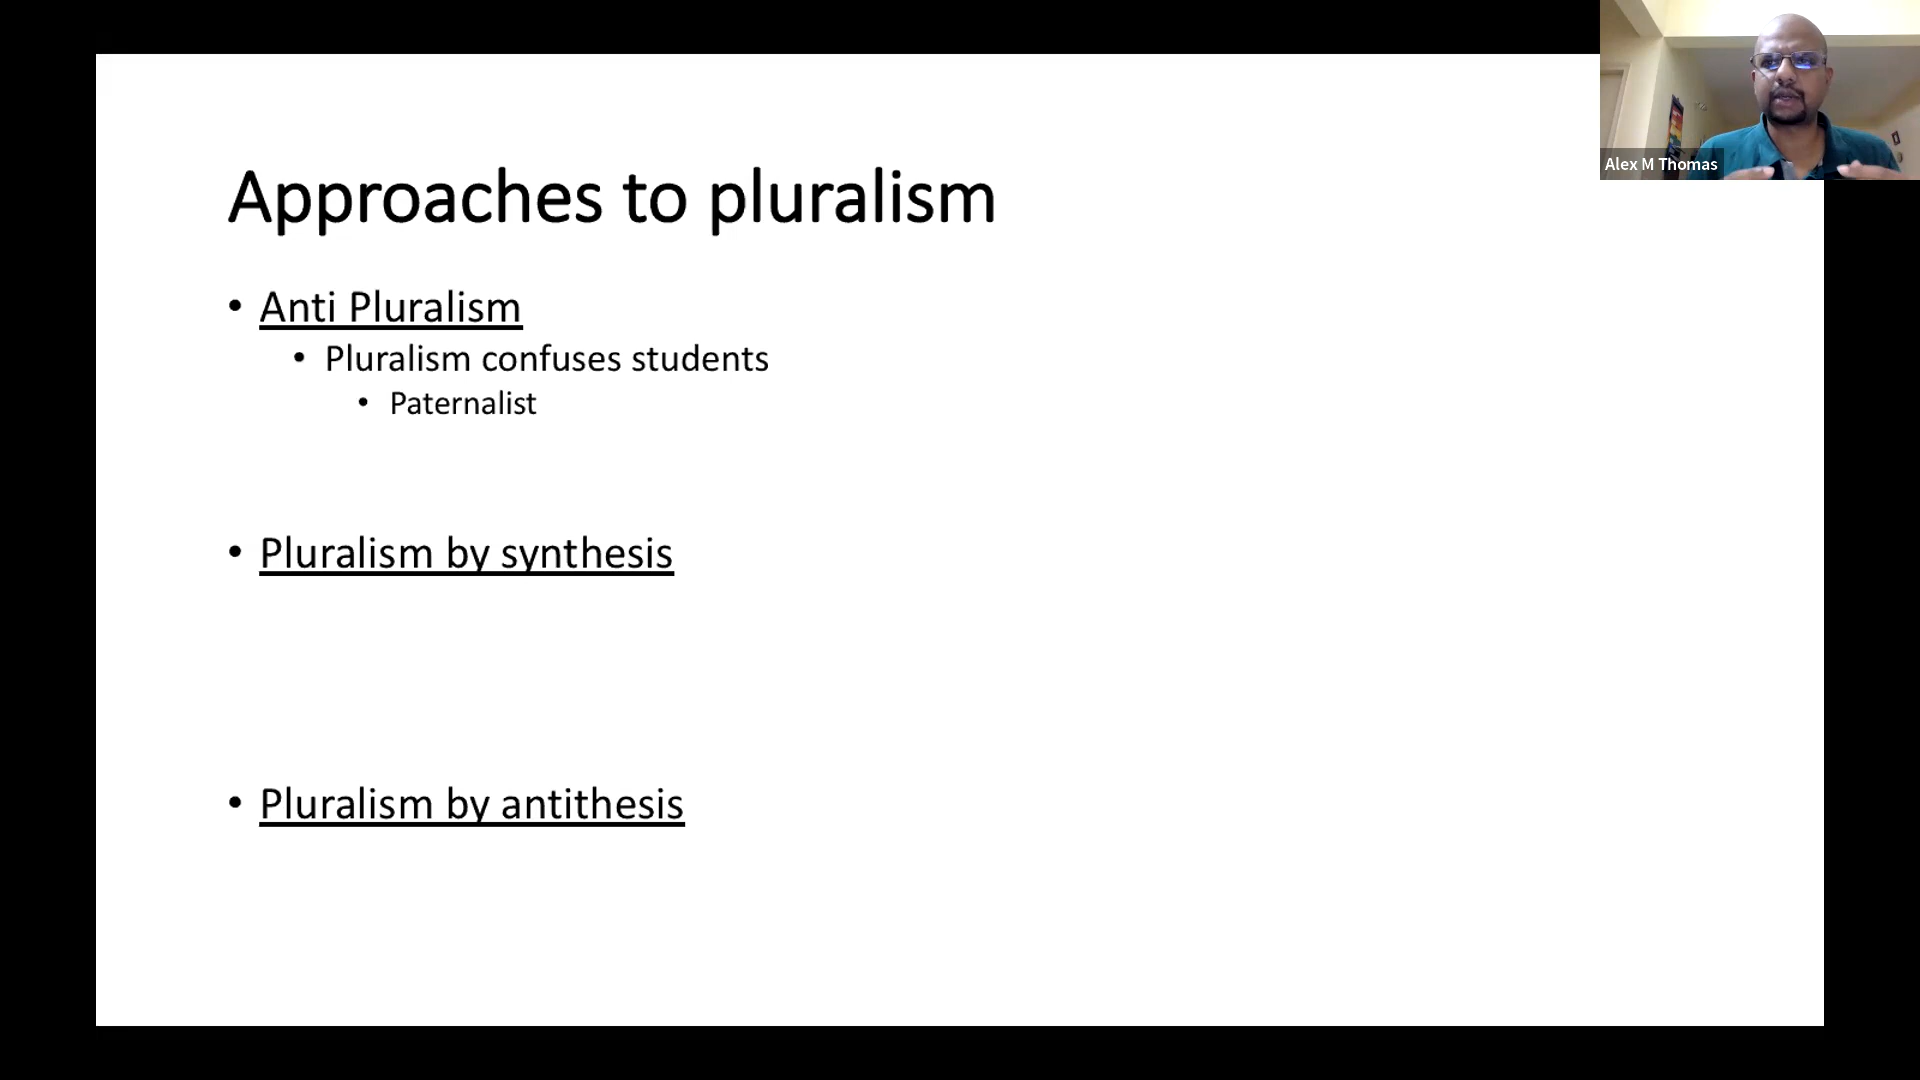 Approaches to pluralism
• Anti Pluralism
• Pluralism confuses students
• Paternalist
• Pluralism by synthesis
• Pluralism by antithesis
Alex M Thomas